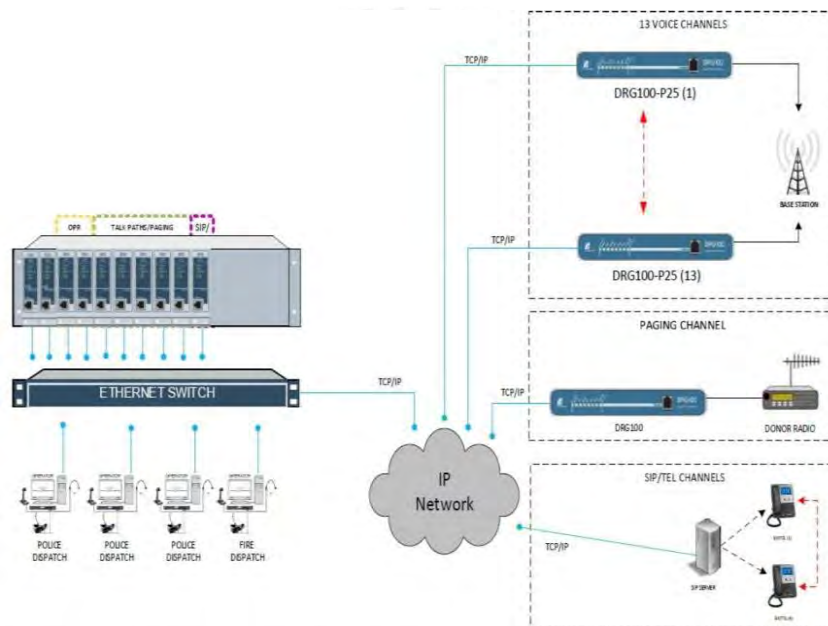 13 VOICE CHANNELS
TCP/IP
DRG100-P25 (1)
BASE STATION
TCP/IP
DRG100-P25 (13)
OPR
TALK PATHS/PAGING
SIP/
ETHERNET SWITCH
TCP/IP
PAGING CHANNEL
TCP/IP
DRG100
DONOR RADIO
IP
Network
POLICE
DISPATCH
POLICE
DISPATCH
POLICE
DISPATCH
FIRE
DISPATCH
SIP/TEL CHANNELS
TCP/IP
SIP SERVER